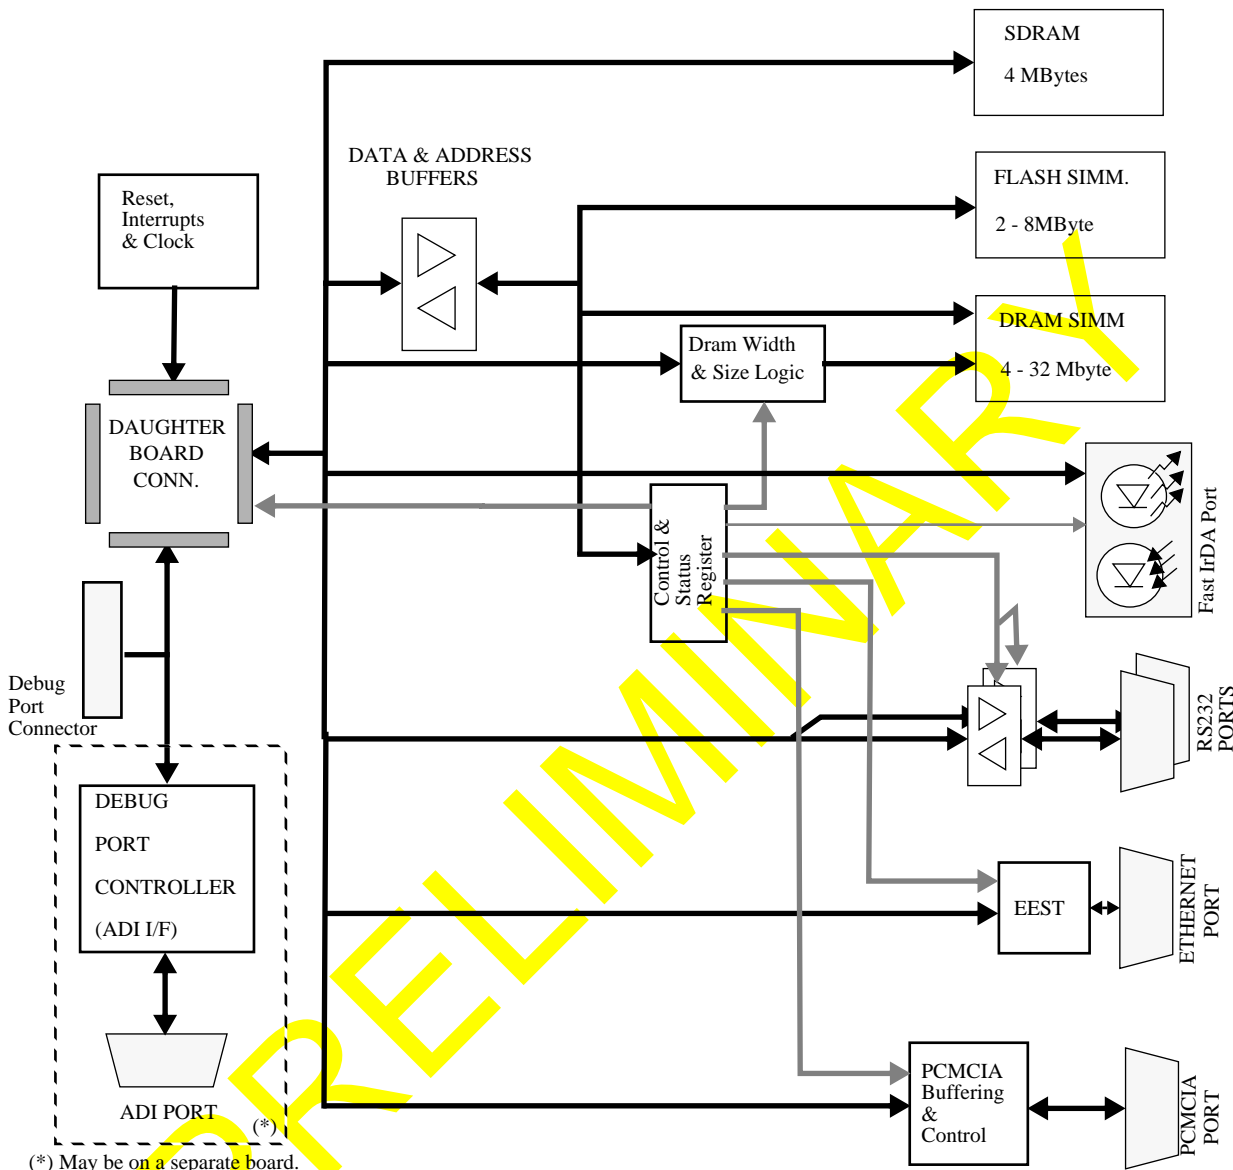 SDRAM
4 MBytes
DATA & ADDRESS
BUFFERS
FLASH SIMM.
2 - 8MByte
Reset,
Interrupts
& Clock
DRAM SIMM
4 - 32 Mbyte
Dram Width
& Size Logic
DAUGHTER
BOARD
CONN.
Control &
Status
Register
Fast IrDA Port
Debug
Port
Connector
RS232
PORTS
DEBUG
PORT
CONTROLLER
(ADI I/F)
EEST
ETHERNET
PORT
ADI PORT
(*)
PCMCIA
Buffering
&
Control
PCMCIA
PORT
(*) May be on a separate board.
PRELIMINARY